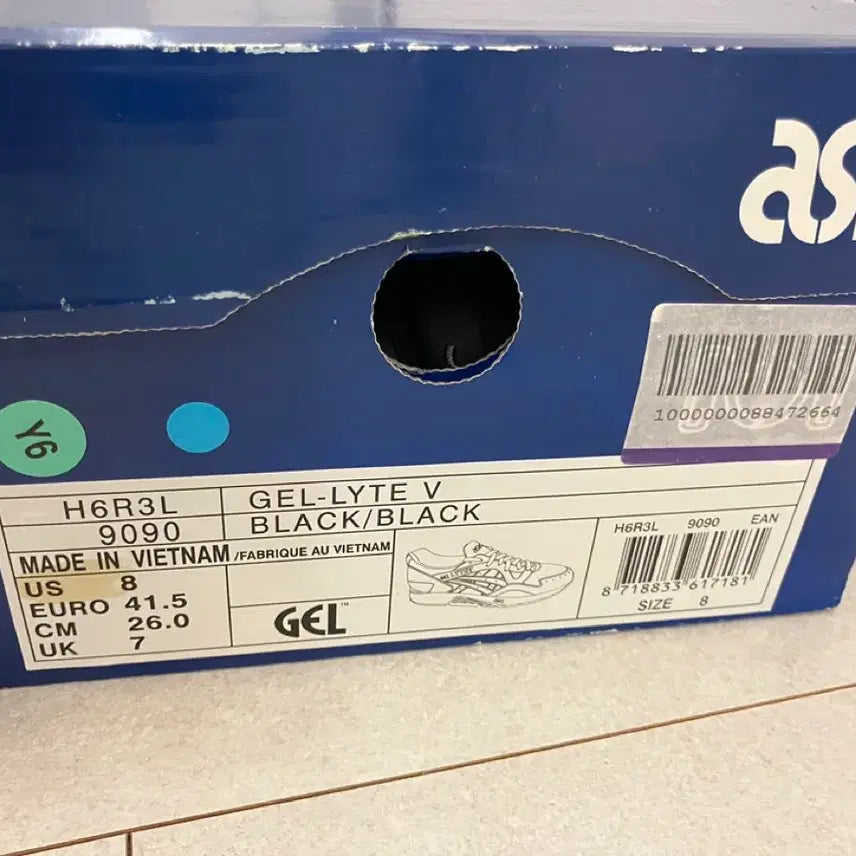 as
1000000088472664
Y6
H6R3L
GEL-LYTE V
9090
BLACK/BLACK
MADE IN VIETNAM /FABRIQUE AU VIETNAM
US 8
EURO 41.5
CM 26.0
UK 7
GEL™
H6R3L 9090 EAN
8 718833 617181
SIZE 8